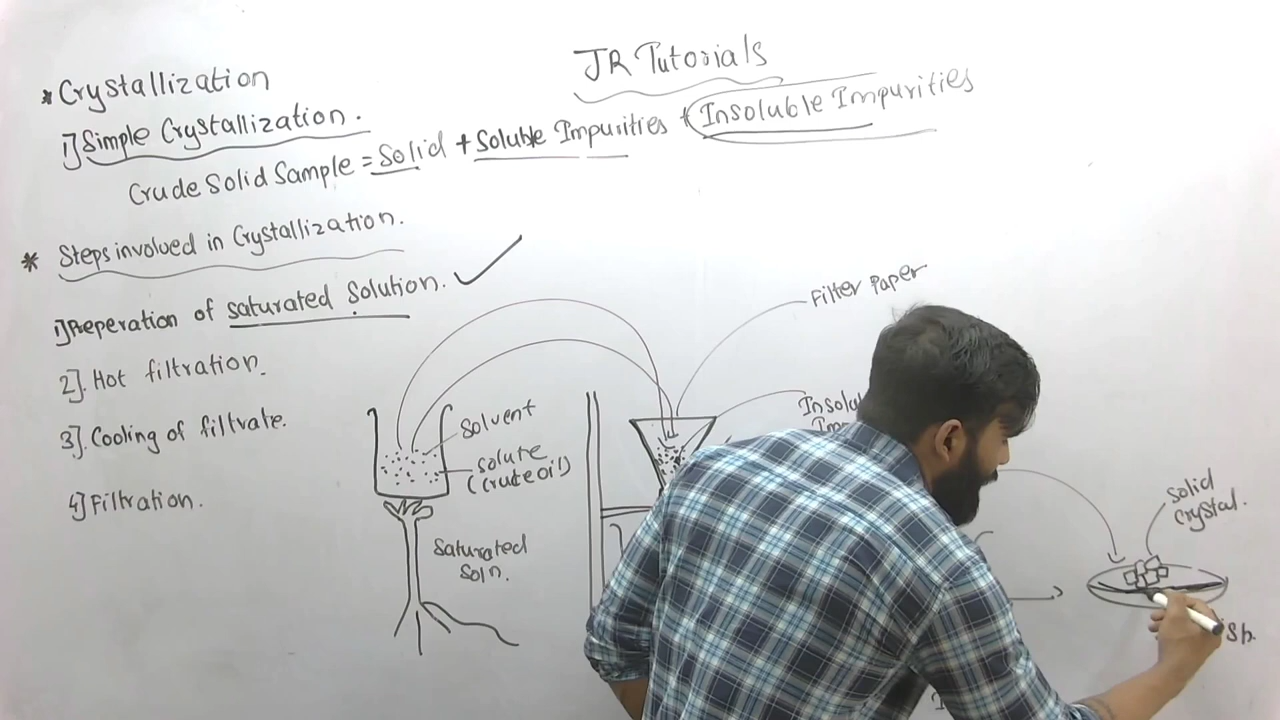 JR Tutorials
* Crystallization
1] Simple Crystallization.
Crude Solid Sample = Solid + Soluble Impurities + Insoluble Impurities
* Steps involved in Crystallization.
1] Preperation of saturated Solution.
2]. Hot filtration.
3]. Cooling of filtrate.
4] Filtration.
Solvent
solute
(crude oil)
Saturated
Soln.
Filter Paper
Solid
Crystal.